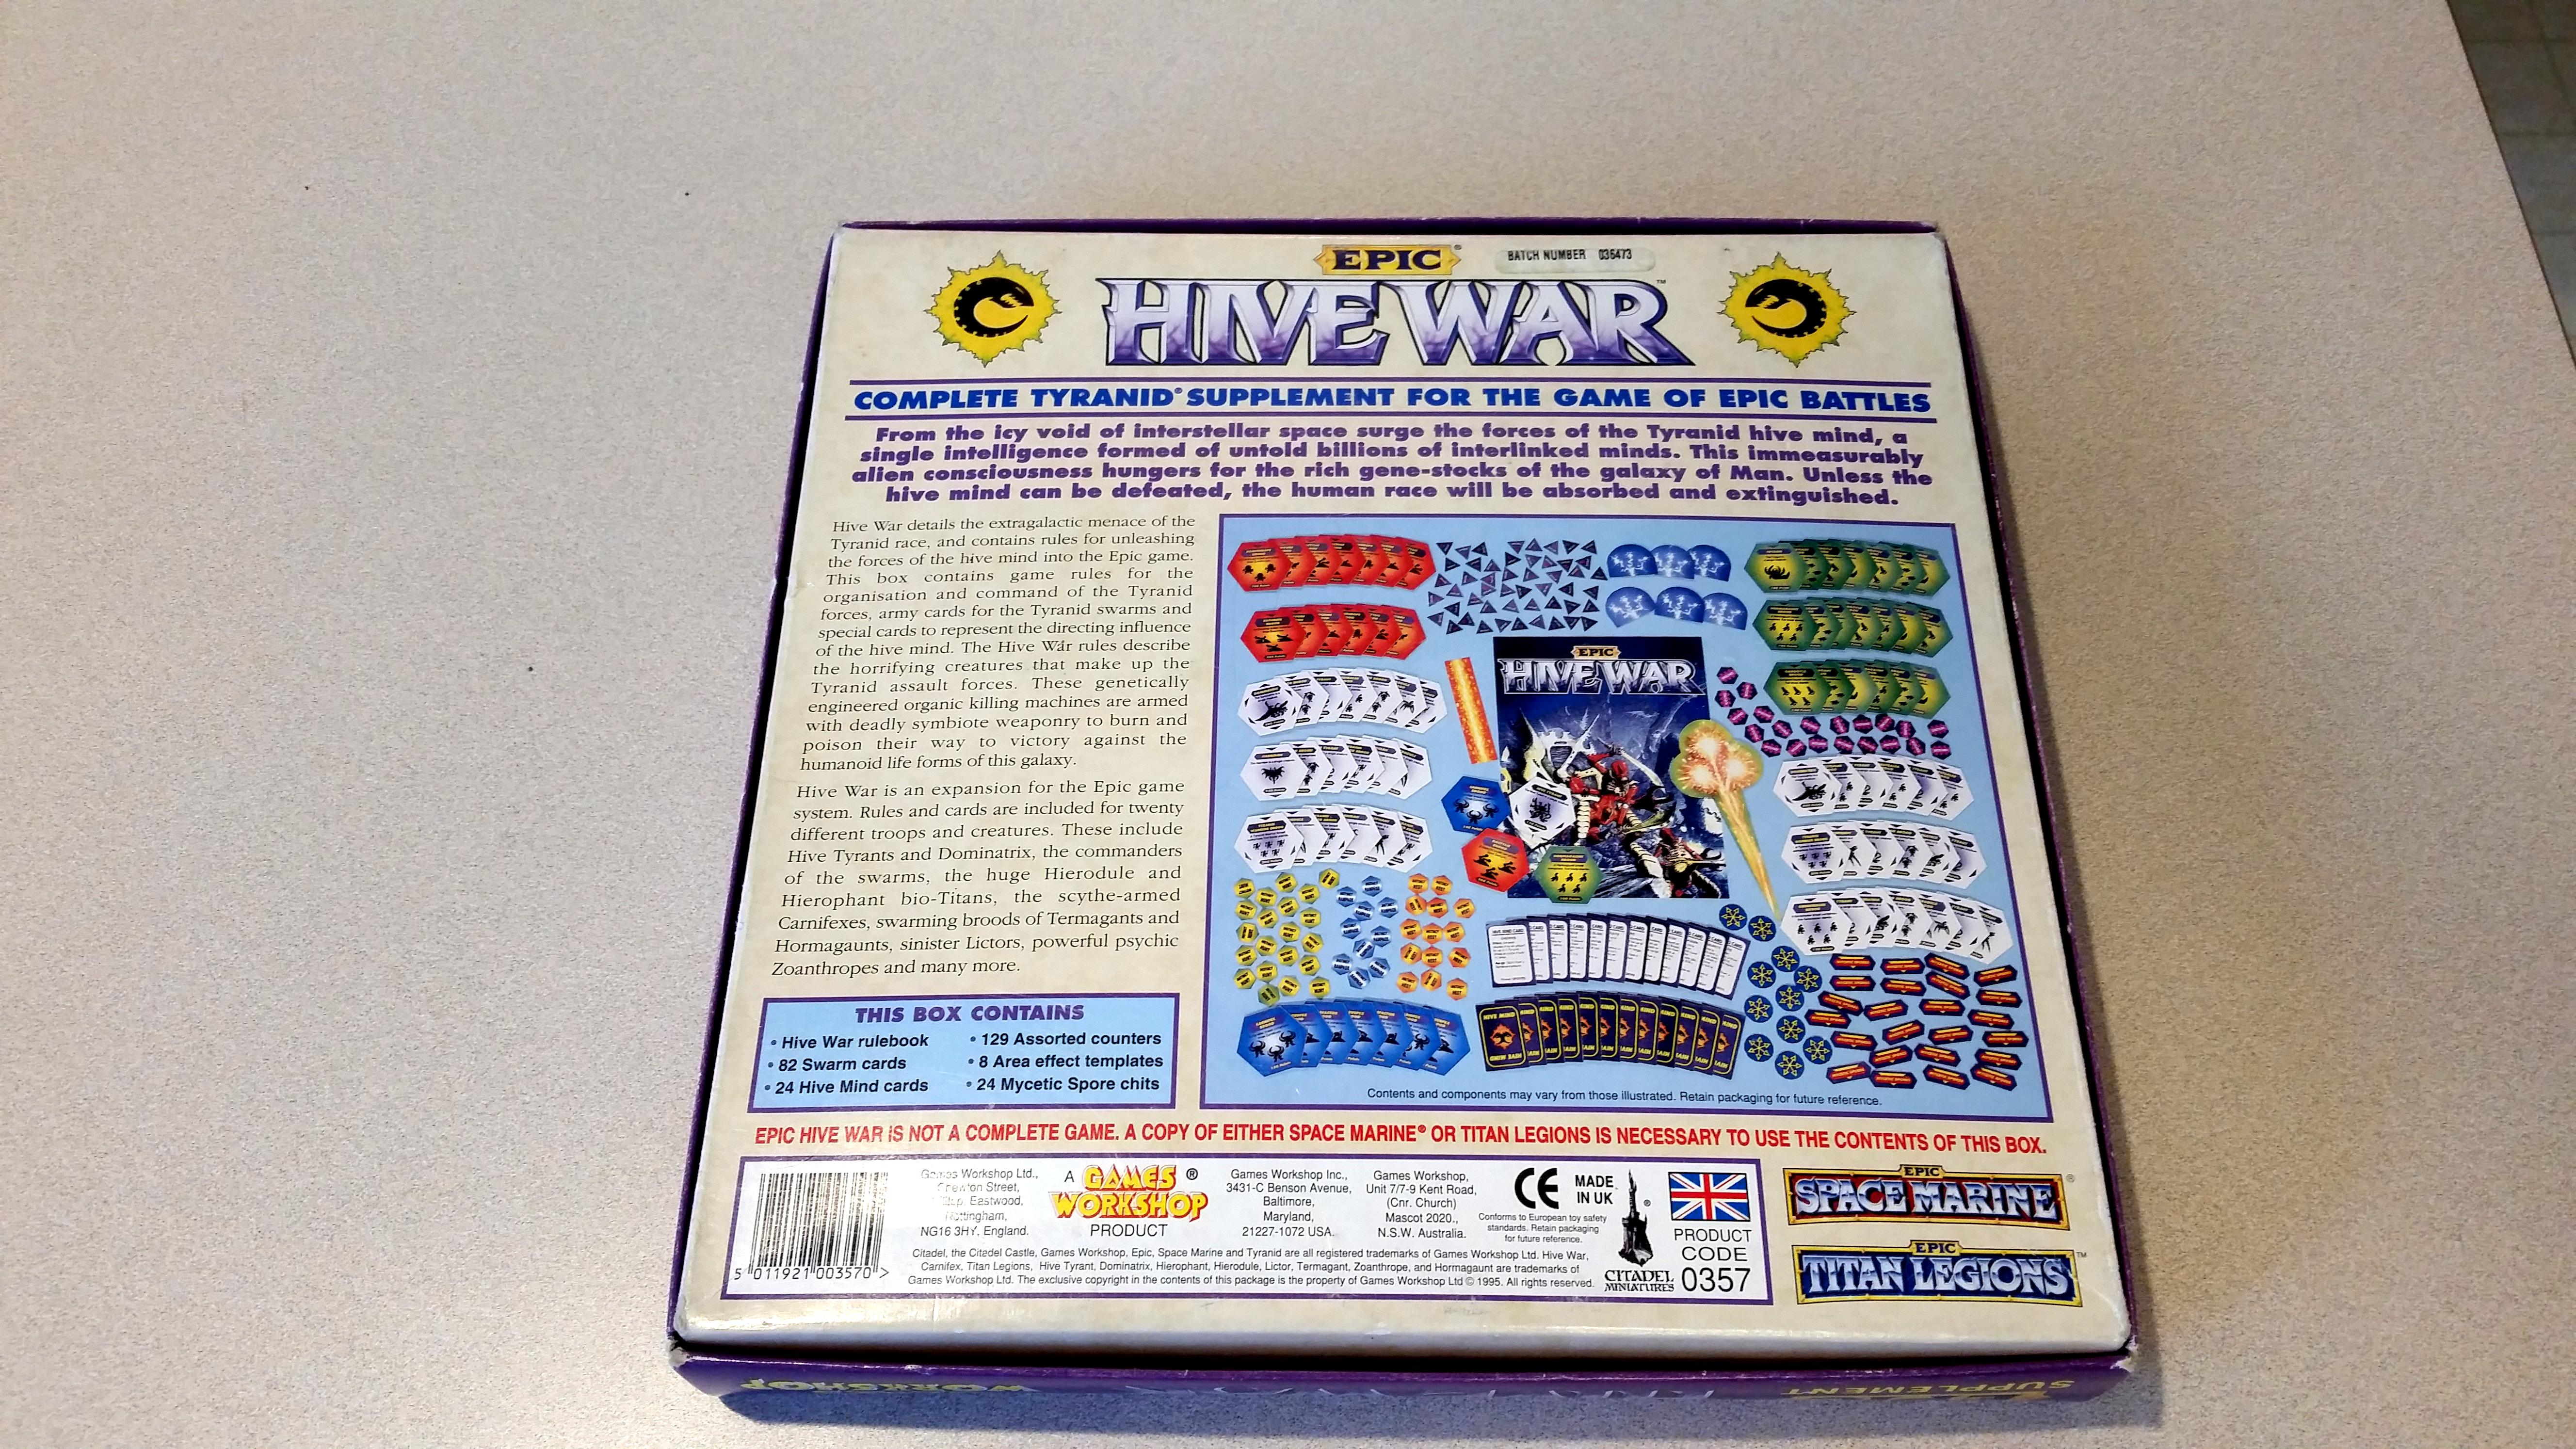 EPIC®
BATCH NUMBER 036473
HIVE WAR™
COMPLETE TYRANID® SUPPLEMENT FOR THE GAME OF EPIC BATTLES
From the icy void of interstellar space surge the forces of the Tyranid hive mind, a
single intelligence formed of untold billions of interlinked minds. This immeasurably
alien consciousness hungers for the rich gene-stocks of the galaxy of Man. Unless the
hive mind can be defeated, the human race will be absorbed and extinguished.
Hive War details the extragalactic menace of the
Tyranid race, and contains rules for unleashing
the forces of the hive mind into the Epic game.
This box contains game rules for the
organisation and command of the Tyranid
forces, army cards for the Tyranid swarms and
special cards to represent the directing influence
of the hive mind. The Hive War rules describe
the horrifying creatures that make up the
Tyranid assault forces. These genetically
engineered organic killing machines are armed
with deadly symbiote weaponry to burn and
poison their way to victory against the
humanoid life forms of this galaxy.
Hive War is an expansion for the Epic game
system. Rules and cards are included for twenty
different troops and creatures. These include
Hive Tyrants and Dominatrix, the commanders
of the swarms, the huge Hierodule and
Hierophant bio-Titans, the scythe-armed
Carnifexes, swarming broods of Termagants and
Hormagaunts, sinister Lictors, powerful psychic
Zoanthropes and many more.
EPIC
HIVE WAR
HIVE MIND
THIS BOX CONTAINS
• Hive War rulebook
• 82 Swarm cards
• 24 Hive Mind cards
• 129 Assorted counters
• 8 Area effect templates
• 24 Mycetic Spore chits
Contents and components may vary from those illustrated. Retain packaging for future reference.
EPIC HIVE WAR IS NOT A COMPLETE GAME. A COPY OF EITHER SPACE MARINE® OR TITAN LEGIONS IS NECESSARY TO USE THE CONTENTS OF THIS BOX.
5 011921 003570 >
Games Workshop Ltd.,
Street,
Eastwood,
Nottingham,
NG16 3HY. England.
A
GAMES®
WORKSHOP
PRODUCT
Games Workshop Inc.,
3431-C Benson Avenue,
Baltimore,
Maryland,
21227-1072 USA.
Games Workshop,
Unit 7/7-9 Kent Road,
(Cnr. Church)
Mascot 2020.,
N.S.W. Australia.
CE
MADE
IN UK
Conforms to European toy safety
standards. Retain packaging
for future reference.
®
CITADEL
MINIATURES
PRODUCT
CODE
0357
Citadel, the Citadel Castle, Games Workshop, Epic, Space Marine and Tyranid are all registered trademarks of Games Workshop Ltd. Hive War,
Carnifex, Titan Legions, Hive Tyrant, Dominatrix, Hierophant, Hierodule, Lictor, Termagant, Zoanthrope, and Hormagaunt are trademarks of
Games Workshop Ltd. The exclusive copyright in the contents of this package is the property of Games Workshop Ltd © 1995. All rights reserved.
EPIC
SPACE MARINE®
EPIC
TITAN LEGIONS™
WORKSHOP
SUPPLEMENT